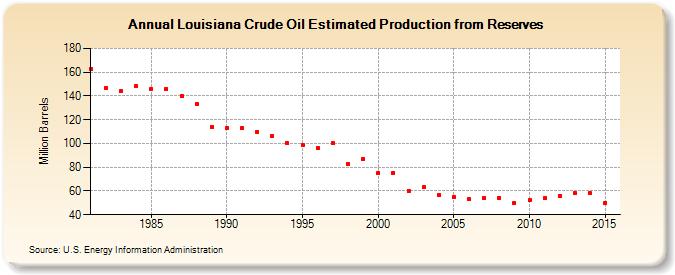 Annual Louisiana Crude Oil Estimated Production from Reserves
Million Barrels
180
160
140
120
100
80
60
40
1985 1990 1995 2000 2005 2010 2015
Source: U.S. Energy Information Administration